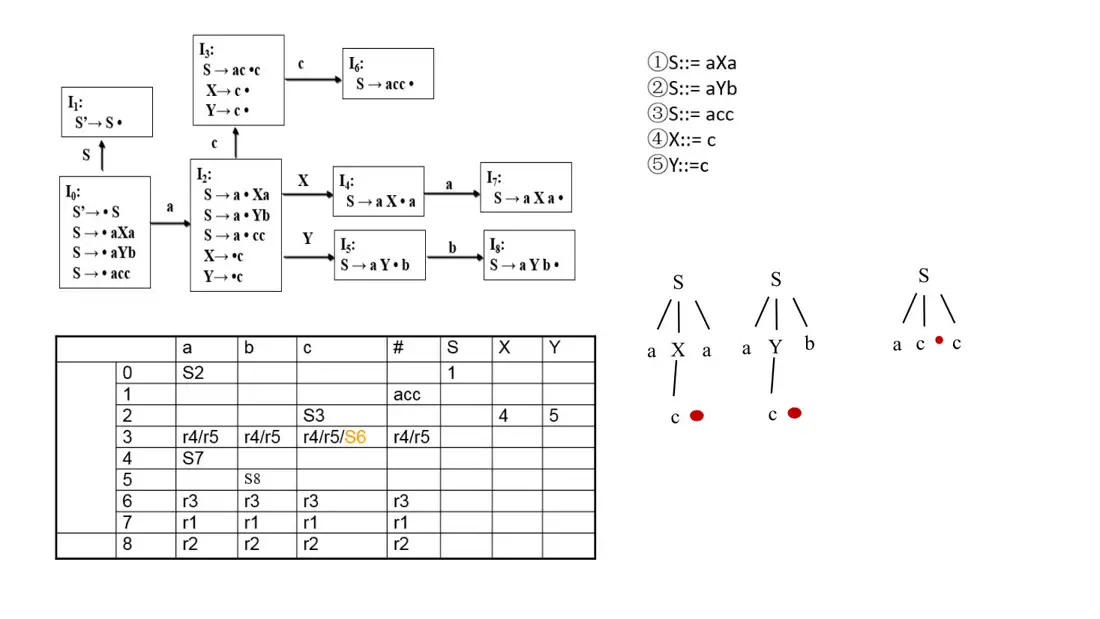 I3:
S → ac •c
X→ c •
Y→ c •
c
I6:
S → acc •
I1:
S’→ S •
S
c
I0:
S’→ • S
S → • aXa
S → • aYb
S → • acc
a
I2:
S → a • Xa
S → a • Yb
S → a • cc
X→ •c
Y→ •c
X
I4:
S → a X • a
a
I7:
S → a X a •
Y
I5:
S → a Y • b
b
I8:
S → a Y b •
①S::= aXa
②S::= aYb
③S::= acc
④X::= c
⑤Y::=c
a b c # S X Y
0 S2 1
1 acc
2 S3 4 5
3 r4/r5 r4/r5 r4/r5/S6 r4/r5
4 S7
5 S8
6 r3 r3 r3 r3
7 r1 r1 r1 r1
8 r2 r2 r2 r2
S
a X a
c
S
a Y b
c
S
a c • c